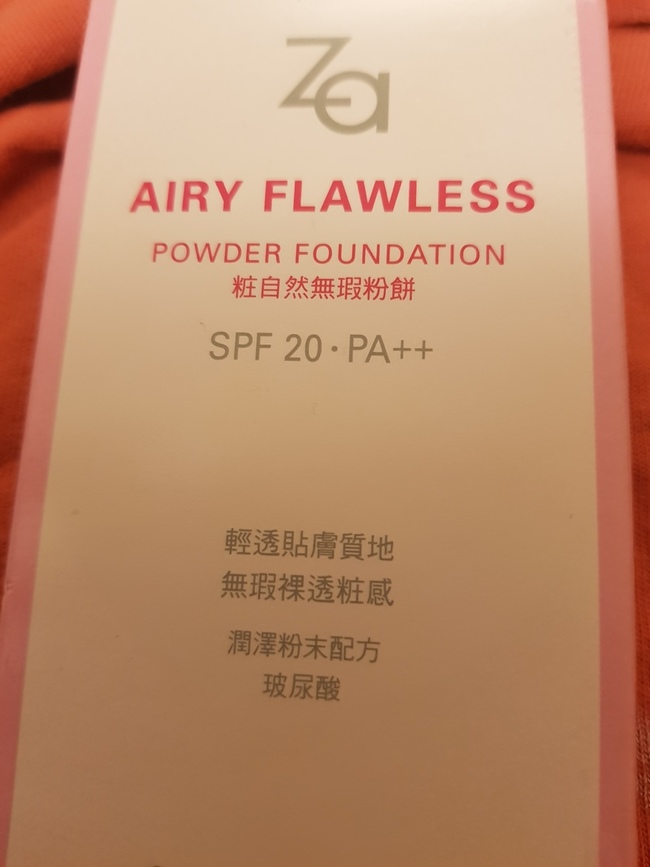 Za
AIRY FLAWLESS
POWDER FOUNDATION
粧自然無瑕粉餅
SPF 20·PA++
輕透貼膚質地
無瑕裸透粧感
潤澤粉末配方
玻尿酸